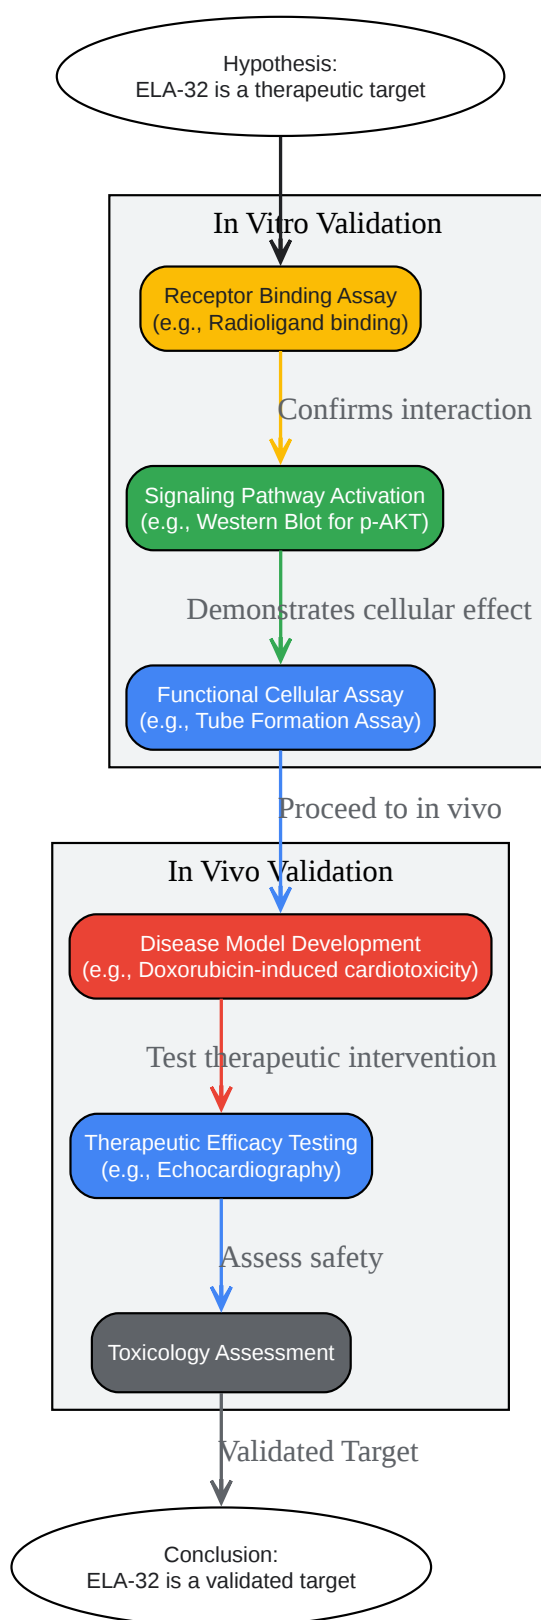 Hypothesis:
ELA-32 is a therapeutic target
In Vitro Validation
Receptor Binding Assay
(e.g., Radioligand binding)
Confirms interaction
Signaling Pathway Activation
(e.g., Western Blot for p-AKT)
Demonstrates cellular effect
Functional Cellular Assay
(e.g., Tube Formation Assay)
Proceed to in vivo
In Vivo Validation
Disease Model Development
(e.g., Doxorubicin-induced cardiotoxicity)
Test therapeutic intervention
Therapeutic Efficacy Testing
(e.g., Echocardiography)
Assess safety
Toxicology Assessment
Validated Target
Conclusion:
ELA-32 is a validated target